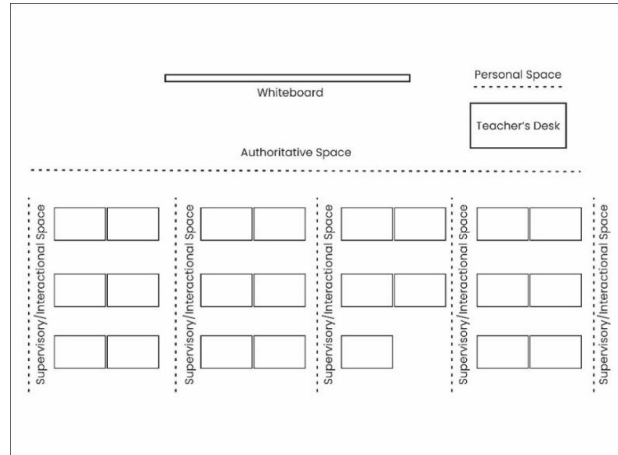 Personal Space
Whiteboard
Teacher's Desk
Authoritative Space
Supervisory/Interactional Space
Supervisory/Interactional Space
Supervisory/Interactional Space
Supervisory/Interactional Space
Supervisory/Interactional Space